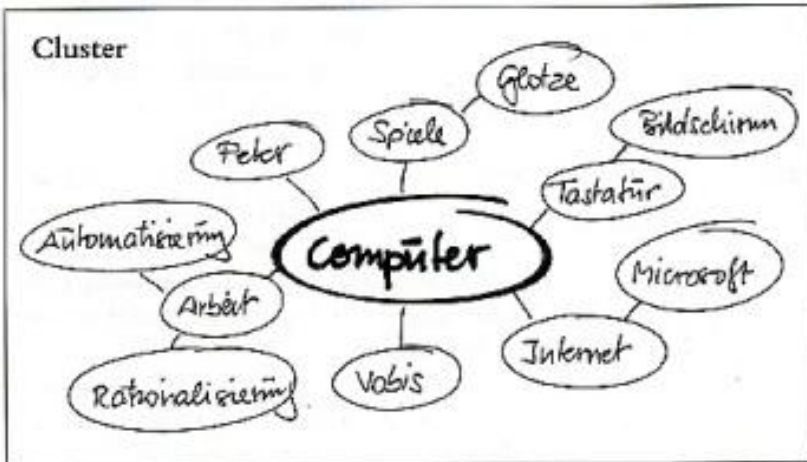 Cluster
Glotze
Spiele
Bildschirm
Peter
Tastatur
Automatisierung
Computer
Microsoft
Arbeit
Internet
Vobis
Rationalisierung